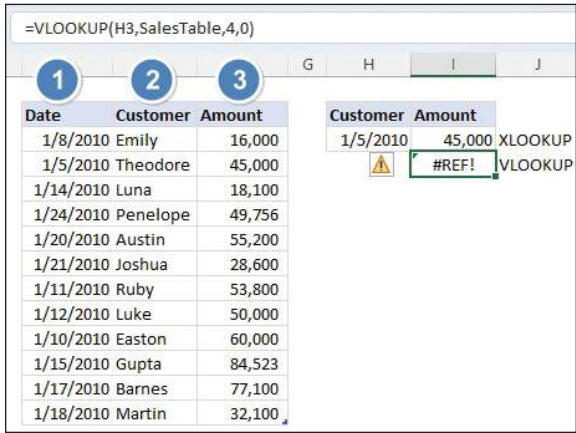 =VLOOKUP(H3,SalesTable,4,0)
1 2 3 G H I J
Date Customer Amount Customer Amount
1/8/2010 Emily 16,000 1/5/2010 45,000 XLOOKUP
1/5/2010 Theodore 45,000 #REF! VLOOKUP
1/14/2010 Luna 18,100
1/24/2010 Penelope 49,756
1/20/2010 Austin 55,200
1/21/2010 Joshua 28,600
1/11/2010 Ruby 53,800
1/12/2010 Luke 50,000
1/10/2010 Easton 60,000
1/15/2010 Gupta 84,523
1/17/2010 Barnes 77,100
1/18/2010 Martin 32,100